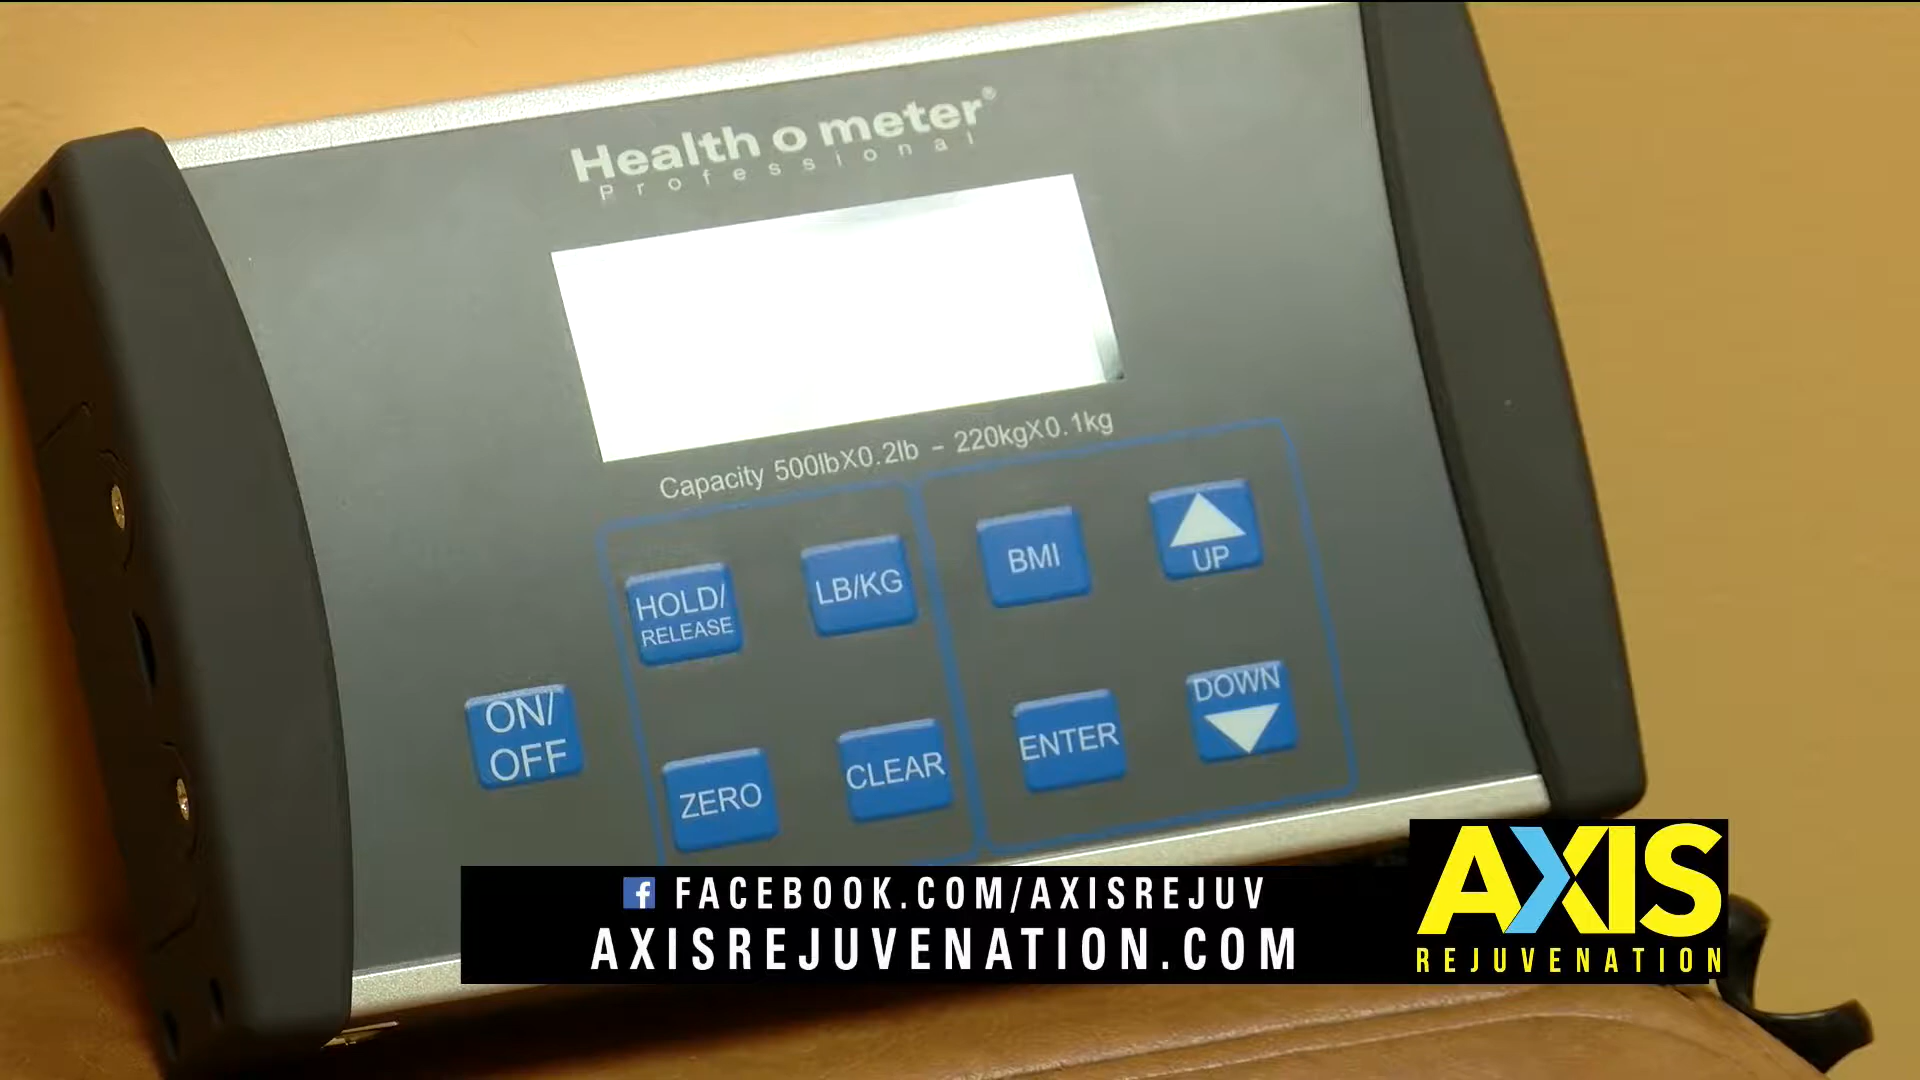 Health o meter®
Professional
Capacity 500lbX0.2lb - 220kgX0.1kg
HOLD/
RELEASE
LB/KG
BMI
UP
ON/
OFF
ZERO
CLEAR
ENTER
DOWN
FACEBOOK.COM/AXISREJUV
AXISREJUVENATION.COM
AXIS
REJUVENATION